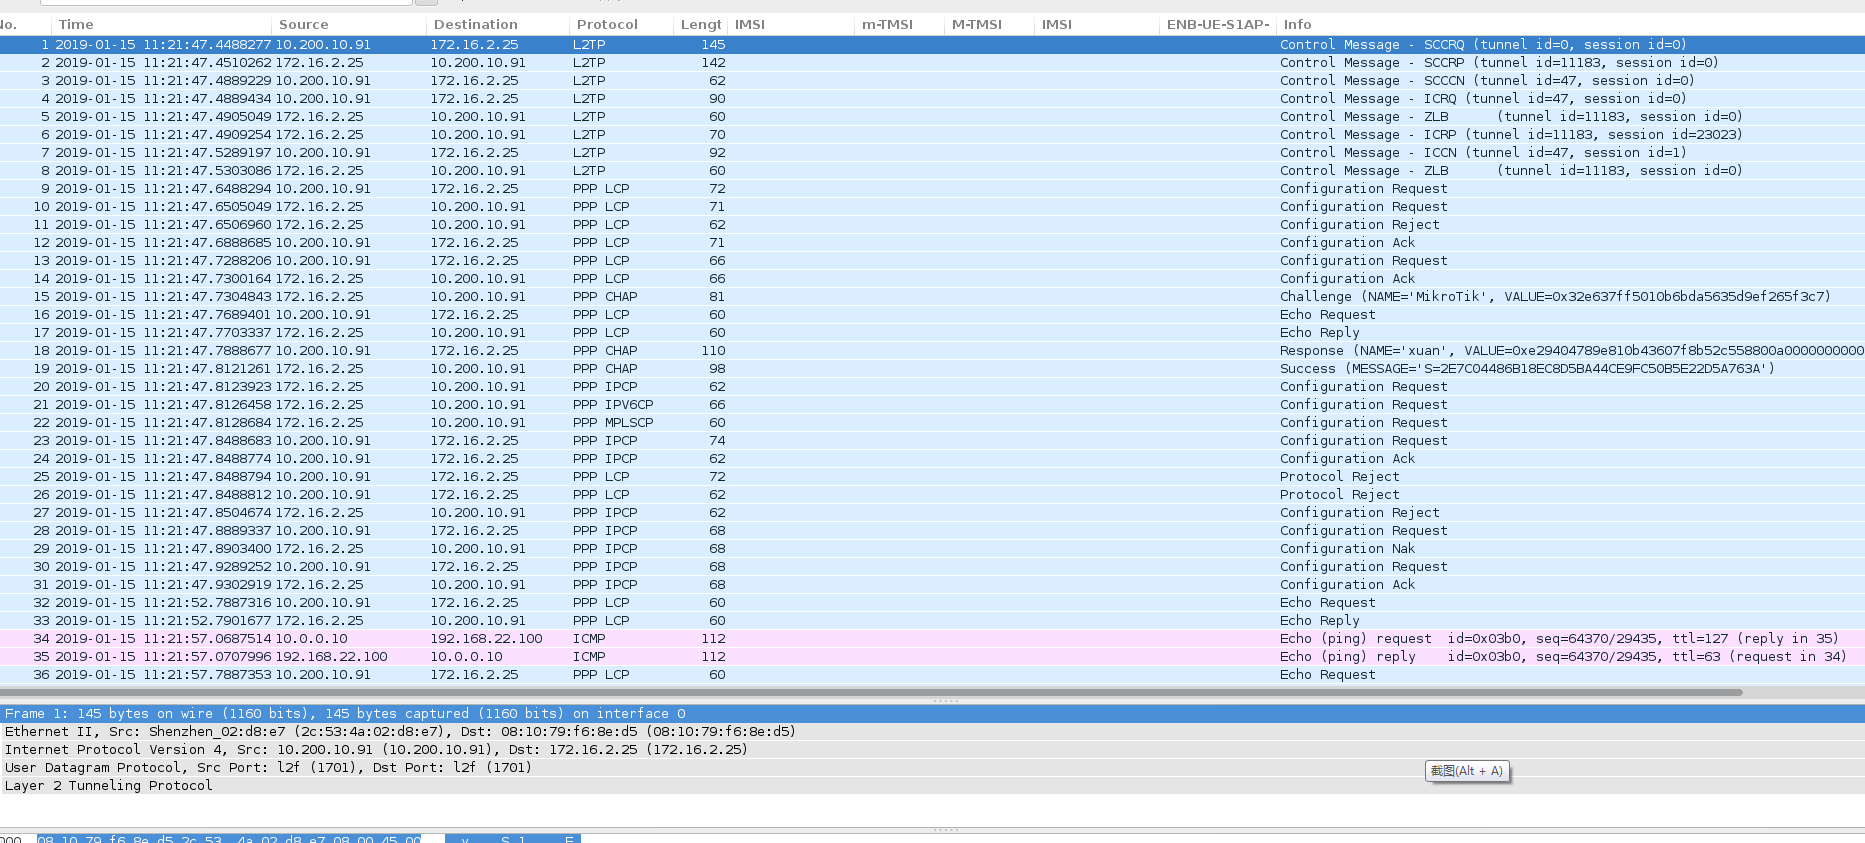 No. Time Source Destination Protocol Lengt IMSI m-TMSI M-TMSI IMSI ENB-UE-S1AP- Info
1 2019-01-15 11:21:47.4488277 10.200.10.91 172.16.2.25 L2TP 145 Control Message - SCCRQ (tunnel id=0, session id=0)
2 2019-01-15 11:21:47.4510262 172.16.2.25 10.200.10.91 L2TP 142 Control Message - SCCRP (tunnel id=11183, session id=0)
3 2019-01-15 11:21:47.4889229 10.200.10.91 172.16.2.25 L2TP 62 Control Message - SCCCN (tunnel id=47, session id=0)
4 2019-01-15 11:21:47.4889434 10.200.10.91 172.16.2.25 L2TP 90 Control Message - ICRQ (tunnel id=47, session id=0)
5 2019-01-15 11:21:47.4905049 172.16.2.25 10.200.10.91 L2TP 60 Control Message - ZLB (tunnel id=11183, session id=0)
6 2019-01-15 11:21:47.4909254 172.16.2.25 10.200.10.91 L2TP 70 Control Message - ICRP (tunnel id=11183, session id=23023)
7 2019-01-15 11:21:47.5289197 10.200.10.91 172.16.2.25 L2TP 92 Control Message - ICCN (tunnel id=47, session id=1)
8 2019-01-15 11:21:47.5303086 172.16.2.25 10.200.10.91 L2TP 60 Control Message - ZLB (tunnel id=11183, session id=0)
9 2019-01-15 11:21:47.6488294 10.200.10.91 172.16.2.25 PPP LCP 72 Configuration Request
10 2019-01-15 11:21:47.6505049 172.16.2.25 10.200.10.91 PPP LCP 71 Configuration Request
11 2019-01-15 11:21:47.6506960 172.16.2.25 10.200.10.91 PPP LCP 62 Configuration Reject
12 2019-01-15 11:21:47.6888685 10.200.10.91 172.16.2.25 PPP LCP 71 Configuration Ack
13 2019-01-15 11:21:47.7288206 10.200.10.91 172.16.2.25 PPP LCP 66 Configuration Request
14 2019-01-15 11:21:47.7300164 172.16.2.25 10.200.10.91 PPP LCP 66 Configuration Ack
15 2019-01-15 11:21:47.7304843 172.16.2.25 10.200.10.91 PPP CHAP 81 Challenge (NAME='MikroTik', VALUE=0x32e637ff5010b6bda5635d9ef265f3c7)
16 2019-01-15 11:21:47.7689401 10.200.10.91 172.16.2.25 PPP LCP 60 Echo Request
17 2019-01-15 11:21:47.7703337 172.16.2.25 10.200.10.91 PPP LCP 60 Echo Reply
18 2019-01-15 11:21:47.7888677 10.200.10.91 172.16.2.25 PPP CHAP 110 Response (NAME='xuan', VALUE=0xe29404789e810b43607f8b52c558800a0000000000
19 2019-01-15 11:21:47.8121261 172.16.2.25 10.200.10.91 PPP CHAP 98 Success (MESSAGE='S=2E7C04486B18EC8D5BA44CE9FC50B5E22D5A763A')
20 2019-01-15 11:21:47.8123923 172.16.2.25 10.200.10.91 PPP IPCP 62 Configuration Request
21 2019-01-15 11:21:47.8126458 172.16.2.25 10.200.10.91 PPP IPV6CP 66 Configuration Request
22 2019-01-15 11:21:47.8128684 172.16.2.25 10.200.10.91 PPP MPLSCP 60 Configuration Request
23 2019-01-15 11:21:47.8488683 10.200.10.91 172.16.2.25 PPP IPCP 74 Configuration Request
24 2019-01-15 11:21:47.8488774 10.200.10.91 172.16.2.25 PPP IPCP 62 Configuration Ack
25 2019-01-15 11:21:47.8488794 10.200.10.91 172.16.2.25 PPP LCP 72 Protocol Reject
26 2019-01-15 11:21:47.8488812 10.200.10.91 172.16.2.25 PPP LCP 62 Protocol Reject
27 2019-01-15 11:21:47.8504674 172.16.2.25 10.200.10.91 PPP IPCP 62 Configuration Reject
28 2019-01-15 11:21:47.8889337 10.200.10.91 172.16.2.25 PPP IPCP 68 Configuration Request
29 2019-01-15 11:21:47.8903400 172.16.2.25 10.200.10.91 PPP IPCP 68 Configuration Nak
30 2019-01-15 11:21:47.9289252 10.200.10.91 172.16.2.25 PPP IPCP 68 Configuration Request
31 2019-01-15 11:21:47.9302919 172.16.2.25 10.200.10.91 PPP IPCP 68 Configuration Ack
32 2019-01-15 11:21:52.7887316 10.200.10.91 172.16.2.25 PPP LCP 60 Echo Request
33 2019-01-15 11:21:52.7901677 172.16.2.25 10.200.10.91 PPP LCP 60 Echo Reply
34 2019-01-15 11:21:57.0687514 10.0.0.10 192.168.22.100 ICMP 112 Echo (ping) request id=0x03b0, seq=64370/29435, ttl=127 (reply in 35)
35 2019-01-15 11:21:57.0707996 192.168.22.100 10.0.0.10 ICMP 112 Echo (ping) reply id=0x03b0, seq=64370/29435, ttl=63 (request in 34)
36 2019-01-15 11:21:57.7887353 10.200.10.91 172.16.2.25 PPP LCP 60 Echo Request
Frame 1: 145 bytes on wire (1160 bits), 145 bytes captured (1160 bits) on interface 0
Ethernet II, Src: Shenzhen_02:d8:e7 (2c:53:4a:02:d8:e7), Dst: 08:10:79:f6:8e:d5 (08:10:79:f6:8e:d5)
Internet Protocol Version 4, Src: 10.200.10.91 (10.200.10.91), Dst: 172.16.2.25 (172.16.2.25)
User Datagram Protocol, Src Port: l2f (1701), Dst Port: l2f (1701)
截图(Alt + A)
Layer 2 Tunneling Protocol
000 08 10 79 f6 8e d5 2c 53 4a 02 d8 e7 08 00 45 00